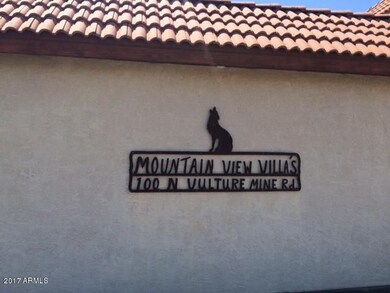 MOUNTAIN VIEW VILLA'S
100 N VULTURE MINE Rd.
2017 ARMLS